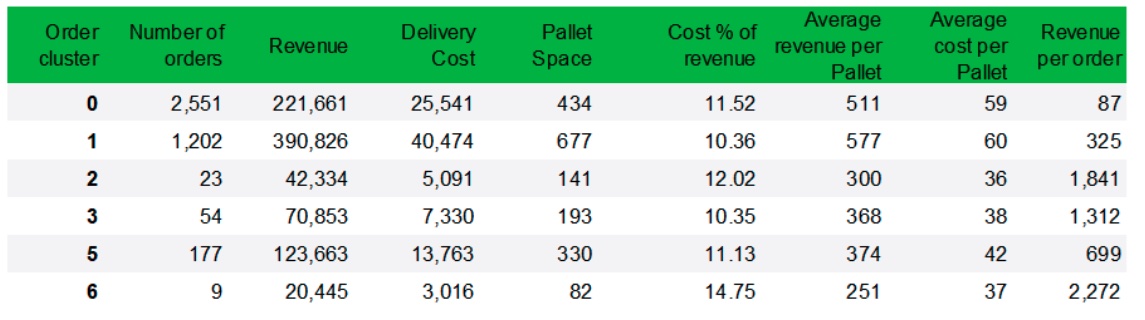 Order cluster Number of orders Revenue Delivery Cost Pallet Space Cost % of revenue Average revenue per Pallet Average cost per Pallet Revenue per order
0 2,551 221,661 25,541 434 11.52 511 59 87
1 1,202 390,826 40,474 677 10.36 577 60 325
2 23 42,334 5,091 141 12.02 300 36 1,841
3 54 70,853 7,330 193 10.35 368 38 1,312
5 177 123,663 13,763 330 11.13 374 42 699
6 9 20,445 3,016 82 14.75 251 37 2,272